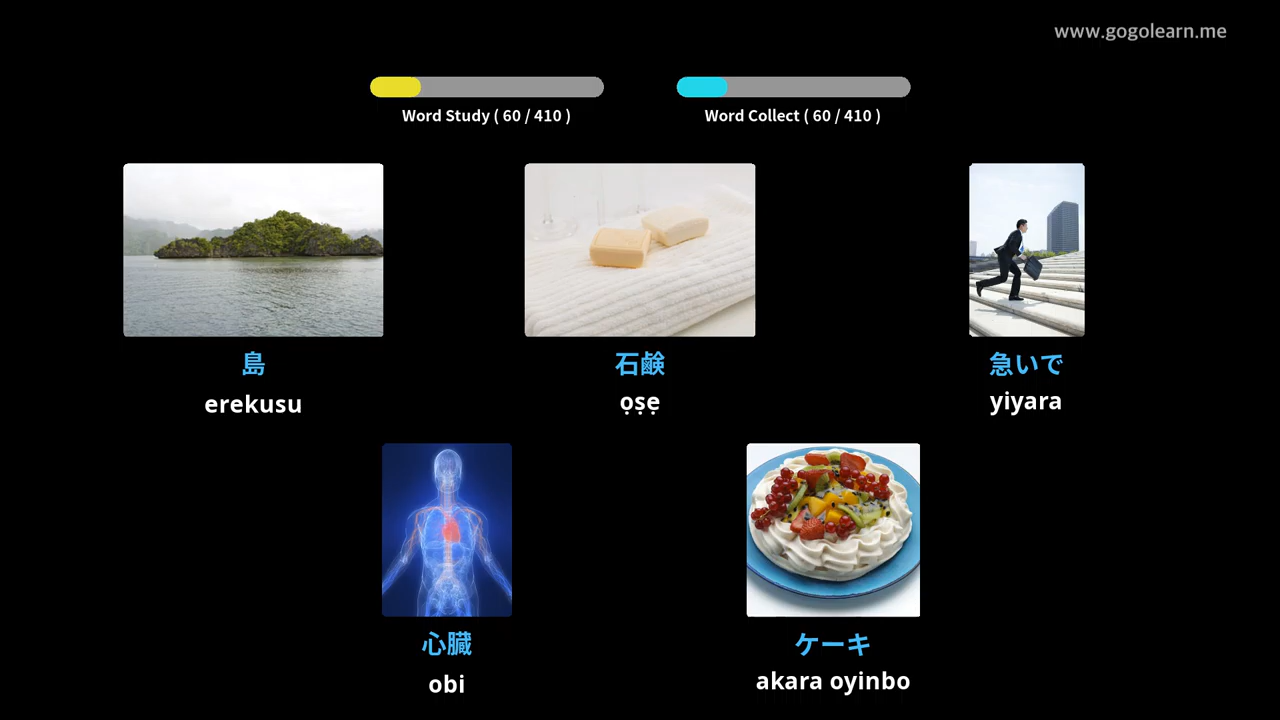 www.gogolearn.me
Word Study ( 60 / 410 )
Word Collect ( 60 / 410 )
島
erekusu
石鹸
ọṣẹ
急いで
yiyara
心臓
obi
ケーキ
akara oyinbo